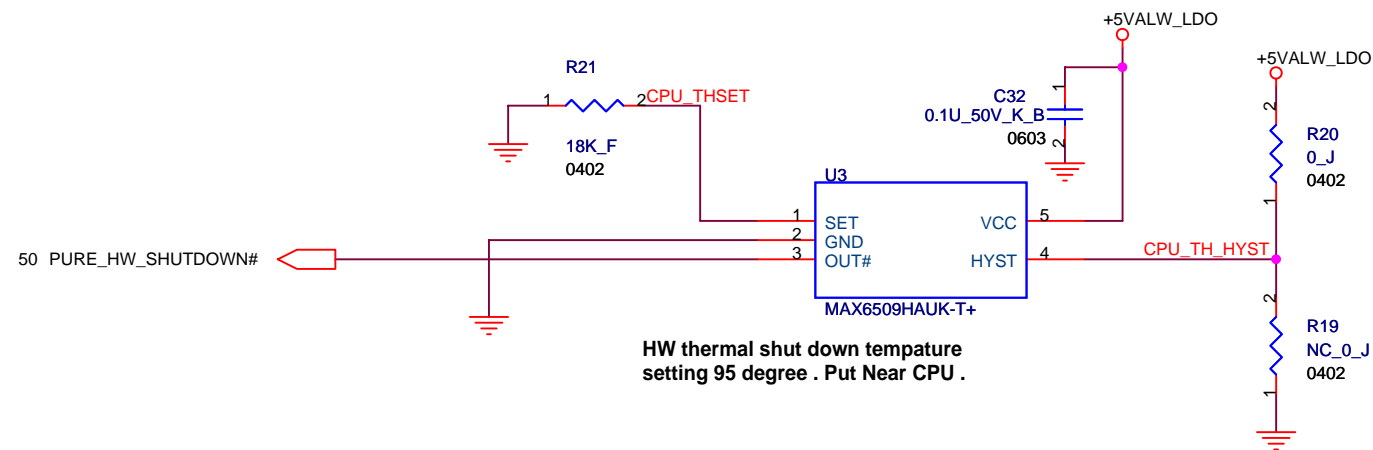 +5VALW_LDO
+5VALW_LDO
R21
1
2
CPU_THSET
18K_F
0402
C32
0.1U_50V_K_B
0603
1
2
2
R20
0_J
0402
1
U3
1
SET
VCC
5
2
GND
3
OUT#
HYST
4
CPU_TH_HYST
50 PURE_HW_SHUTDOWN#
MAX6509HAUK-T+
2
R19
NC_0_J
0402
1
HW thermal shut down tempature
setting 95 degree . Put Near CPU .